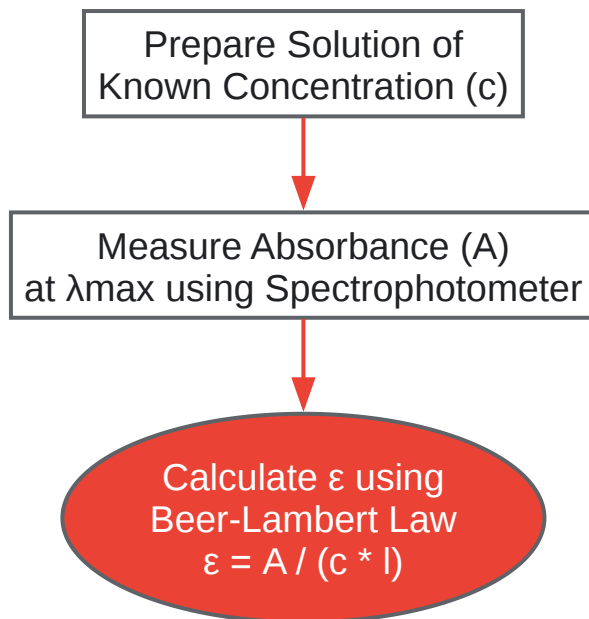 Prepare Solution of
Known Concentration (c)
Measure Absorbance (A)
at λmax using Spectrophotometer
Calculate ε using
Beer-Lambert Law
ε = A / (c * l)